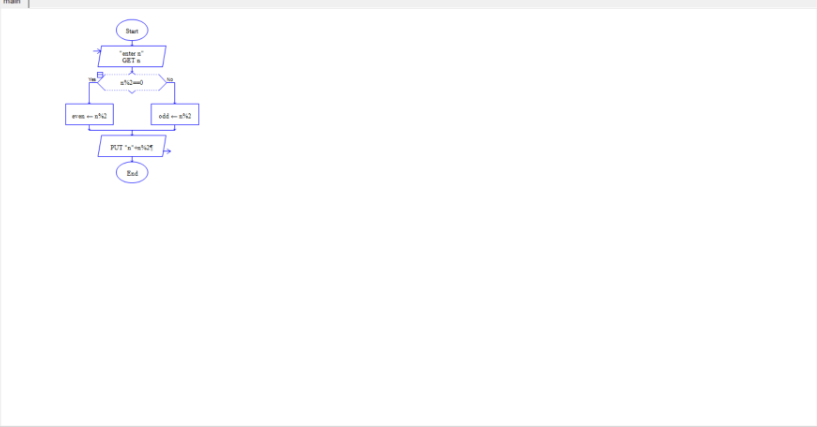 main
Start
"enter n"
GET n
Yes
No
n%2==0
even ← n%2
odd ← n%2
PUT "n"+n%2¶
End